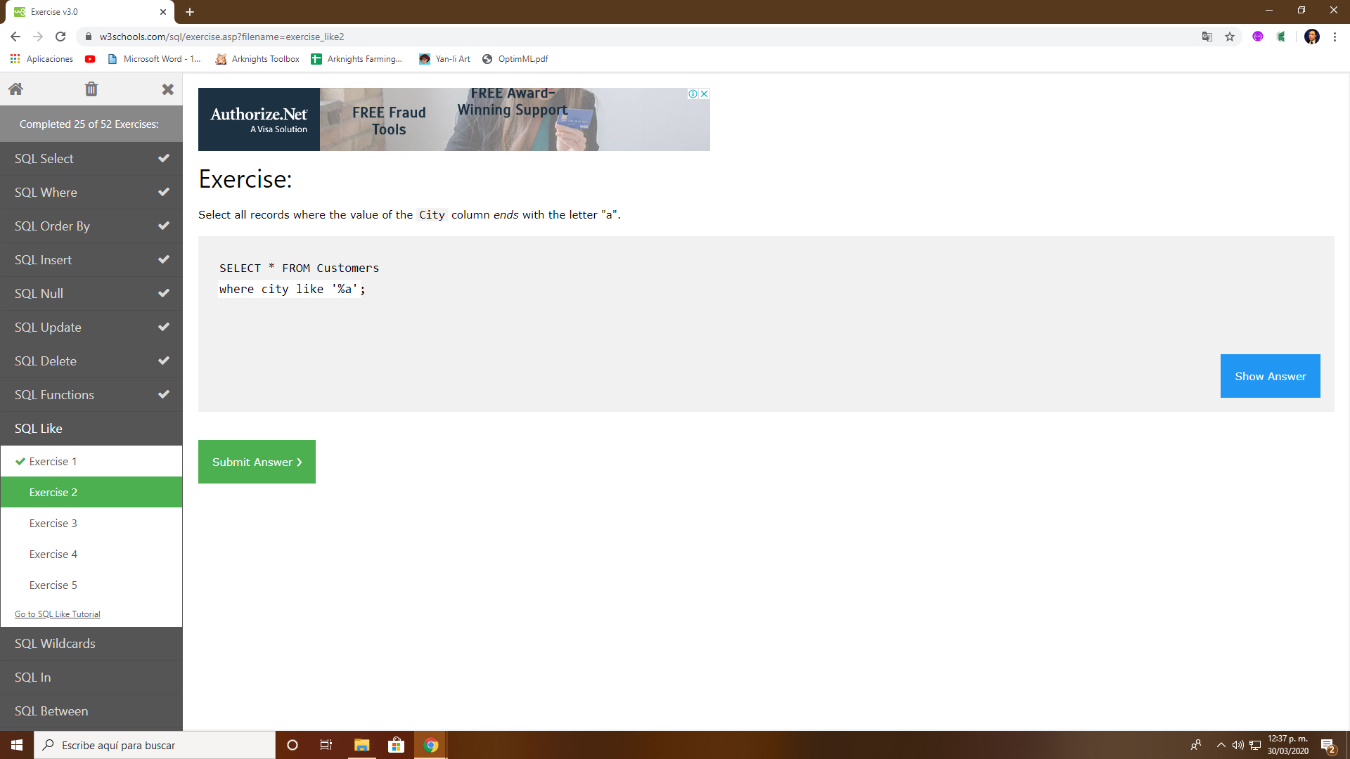 Exercise v3.0
w3schools.com/sql/exercise.asp?filename=exercise_like2
Aplicaciones
Microsoft Word - 1...
Arknights Toolbox
Arknights Farming...
Yan-li Art
OptimML.pdf
Completed 25 of 52 Exercises:
SQL Select
SQL Where
SQL Order By
SQL Insert
SQL Null
SQL Update
SQL Delete
SQL Functions
SQL Like
Exercise 1
Exercise 2
Exercise 3
Exercise 4
Exercise 5
Go to SQL Like Tutorial
SQL Wildcards
SQL In
SQL Between
Authorize.Net
A Visa Solution
FREE Fraud
Tools
FREE Award-
Winning Support
Exercise:
Select all records where the value of the City column ends with the letter "a".
SELECT * FROM Customers
where city like '%a';
Show Answer
Submit Answer ❯
Escribe aquí para buscar
12:37 p. m.
30/03/2020
2